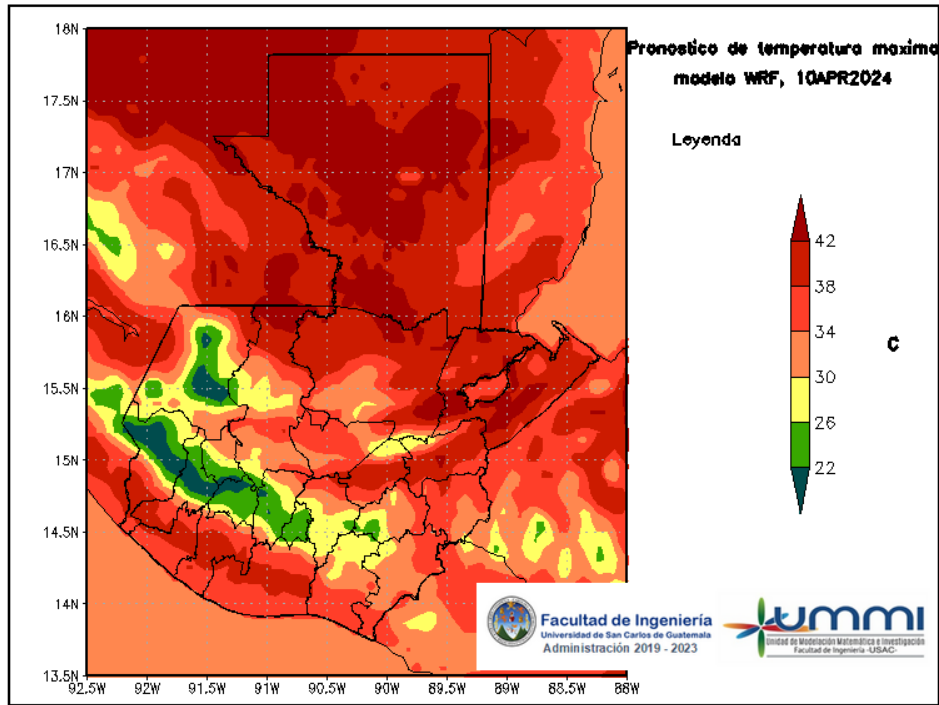 18N
17.5N
17N
16.5N
16N
15.5N
15N
14.5N
14N
13.5N
92.5W
92W
91.5W
91W
90.5W
90W
89.5W
89W
88.5W
88W
Pronostico de temperatura maxima
modelo WRF, 10APR2024
Leyenda
42
38
34
30
26
22
C
Facultad de Ingeniería
Universidad de San Carlos de Guatemala
Administración 2019 - 2023
UMMI
Unidad de Modelación Matemática e Investigación
Facultad de Ingeniería -USAC-